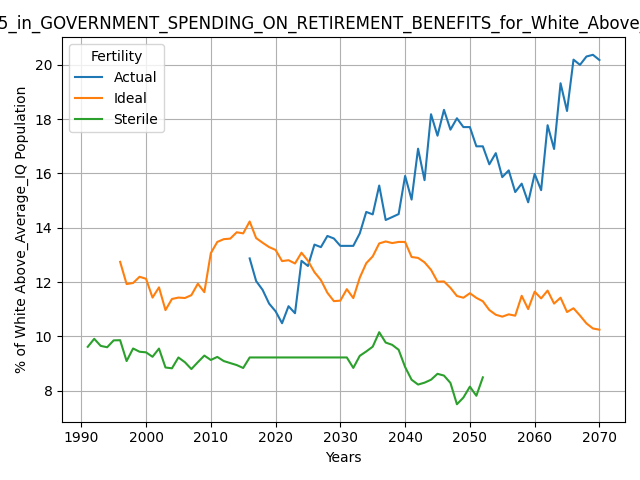 5_in_GOVERNMENT_SPENDING_ON_RETIREMENT_BENEFITS_for_White_Above_
Fertility
Actual
Ideal
Sterile
% of White Above_Average_IQ Population
20
18
16
14
12
10
8
1990 2000 2010 2020 2030 2040 2050 2060 2070
Years